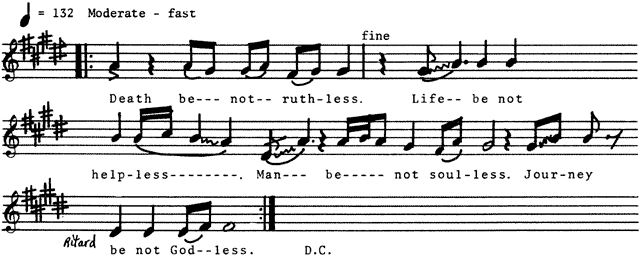 = 132 Moderate - fast
fine
Death be--- not-- ruth-less. Life-- be not
help-less--------. Man--- be----- not soul-less. Jour-ney
Ritard be not God--less. D.C.